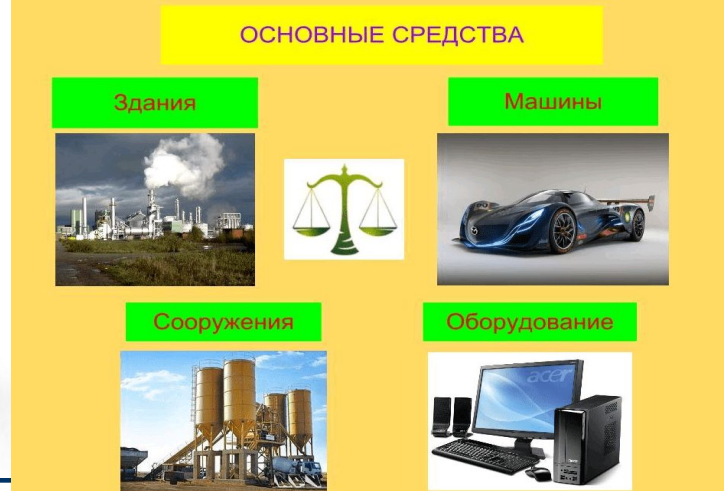 ОСНОВНЫЕ СРЕДСТВА
Здания
Машины
Сооружения
Оборудование
acer